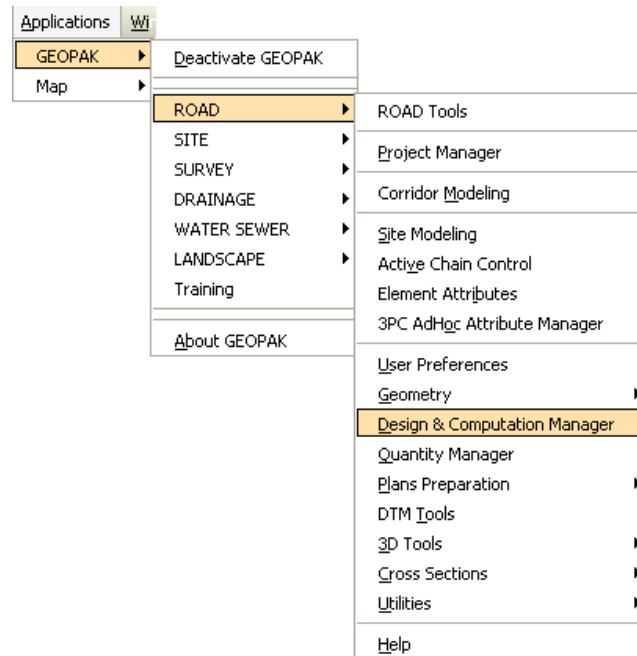 Applications Wi
GEOPAK
Map
Deactivate GEOPAK
ROAD
SITE
SURVEY
DRAINAGE
WATER SEWER
LANDSCAPE
Training
About GEOPAK
ROAD Tools
Project Manager
Corridor Modeling
Site Modeling
Active Chain Control
Element Attributes
3PC AdHoc Attribute Manager
User Preferences
Geometry
Design & Computation Manager
Quantity Manager
Plans Preparation
DTM Tools
3D Tools
Cross Sections
Utilities
Help